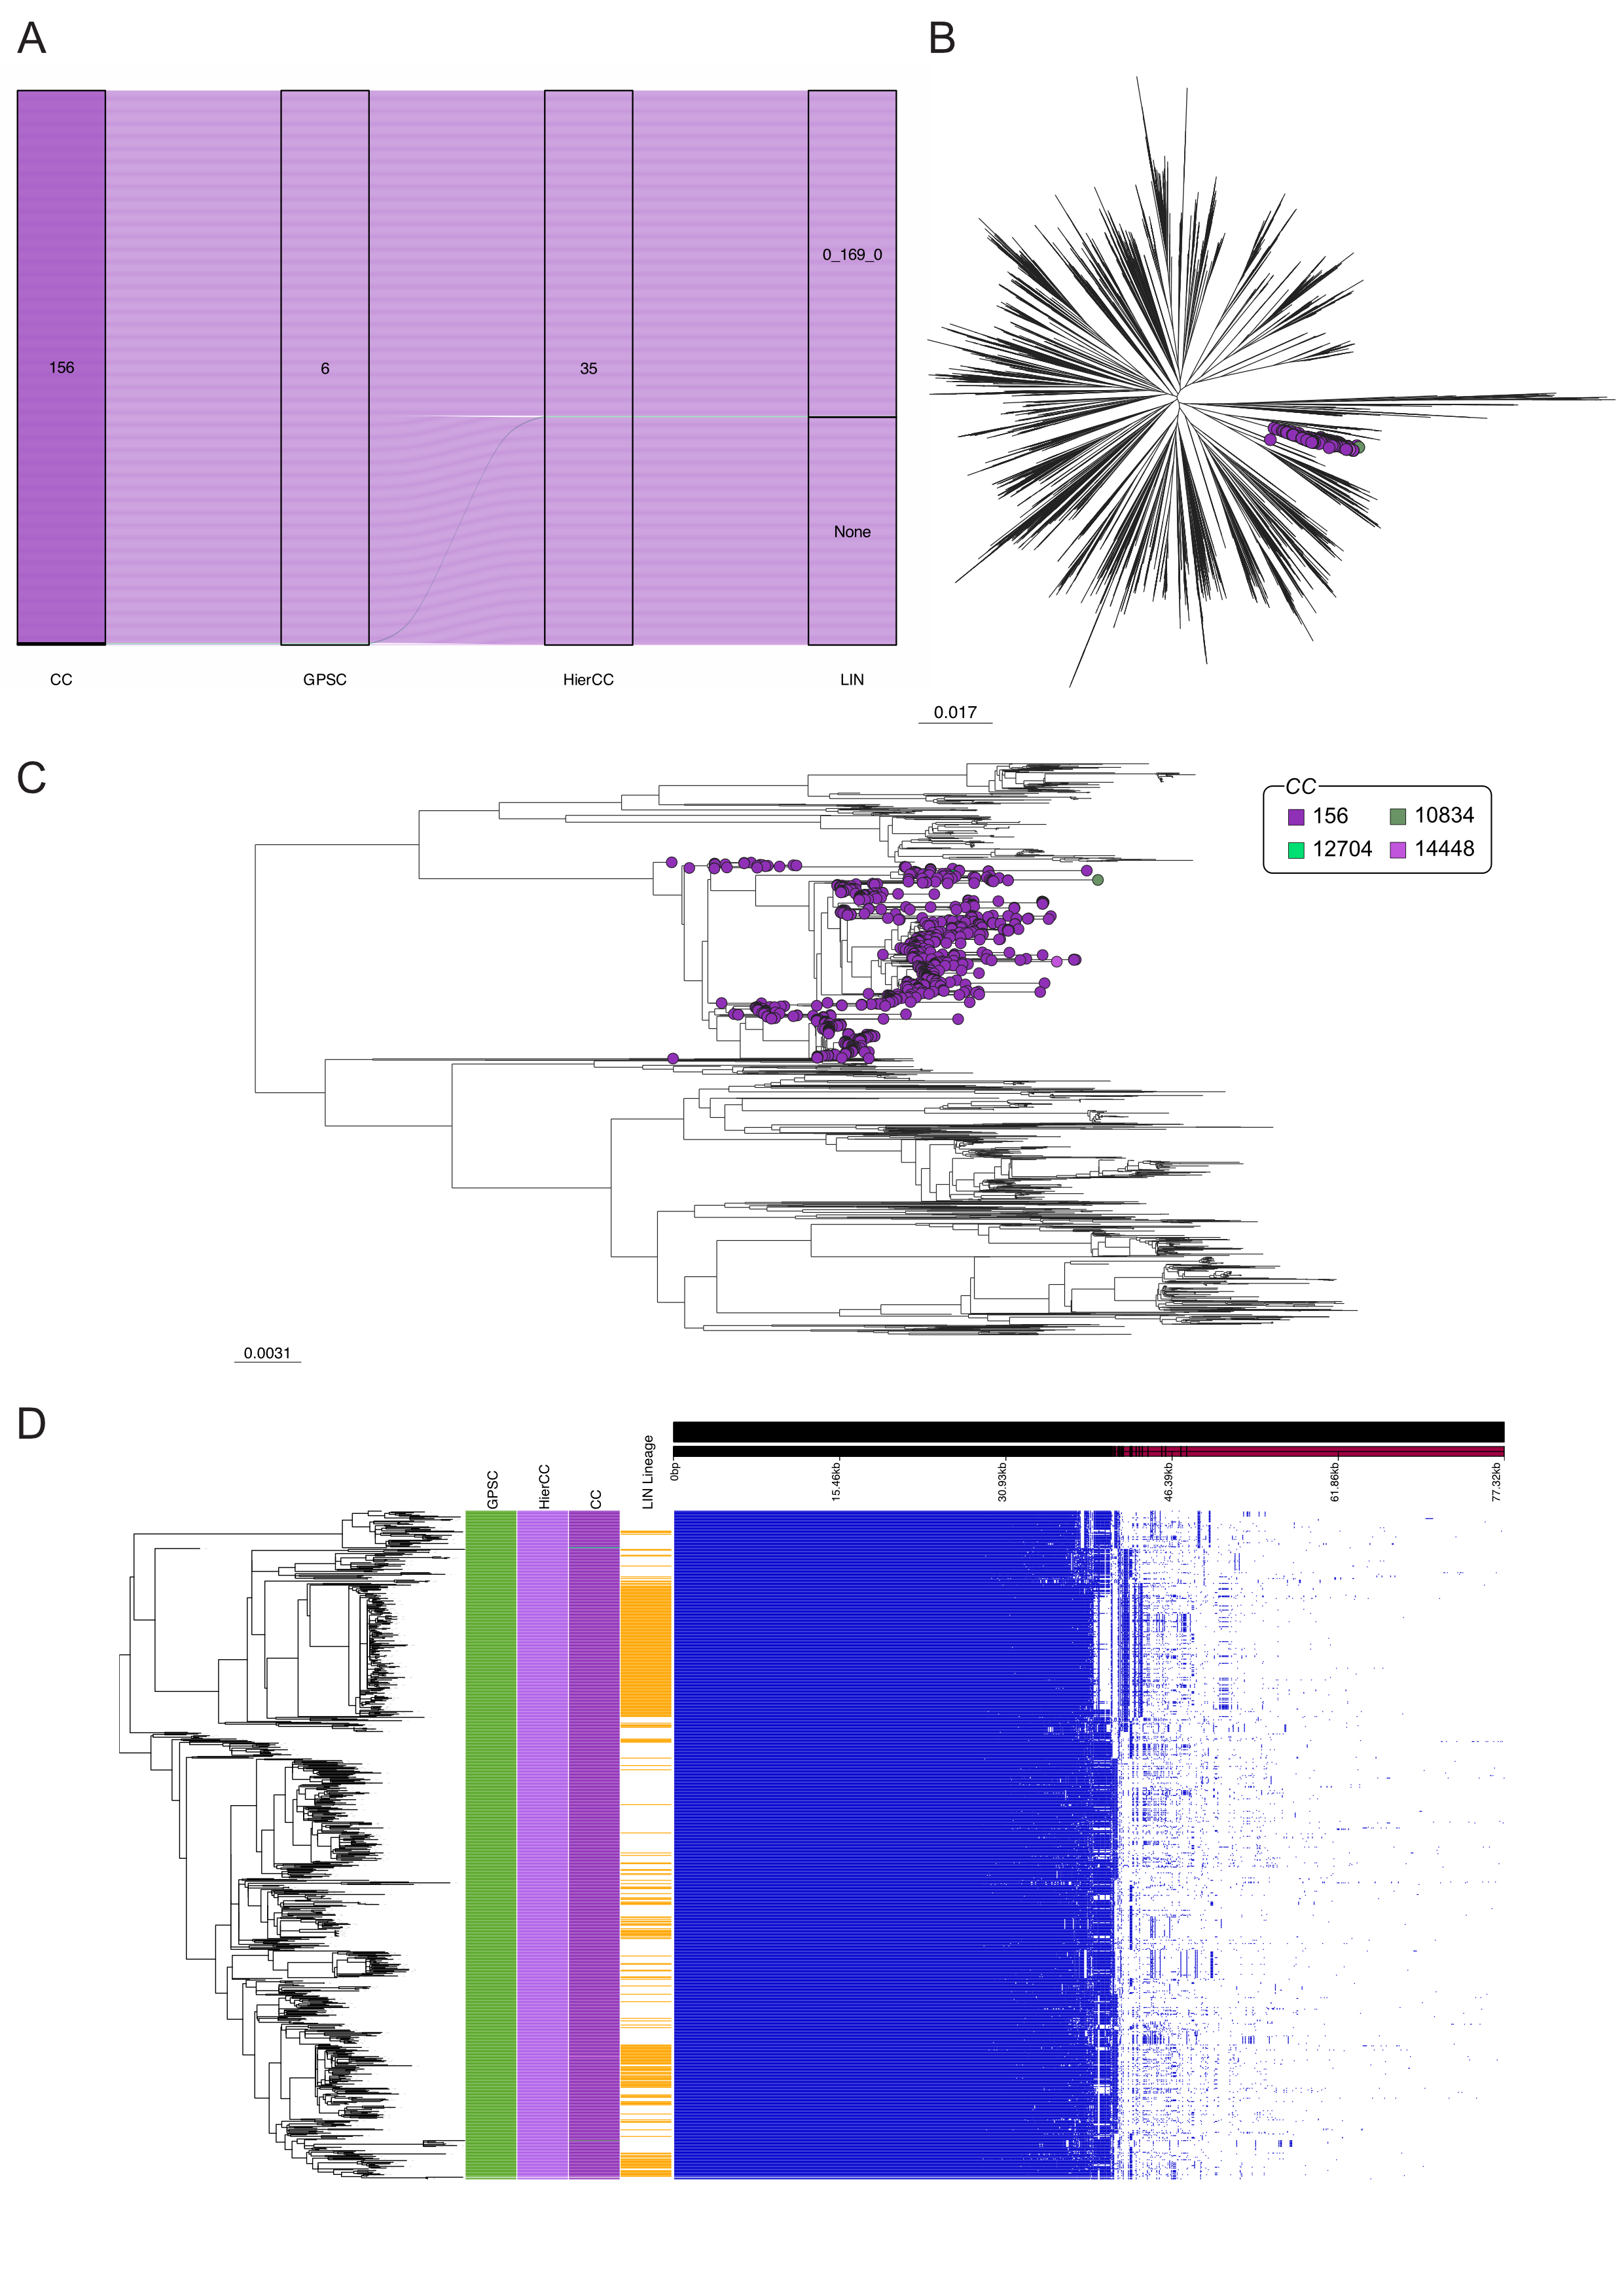 A
B
156
6
35
0_169_0
None
CC
GPSC
HierCC
LIN
0.017
C
CC
156
10834
12704
14448
0.0031
D
GPSC
HierCC
CC
LIN Lineage
0bp
15.46kb
30.93kb
46.39kb
61.86kb
77.32kb